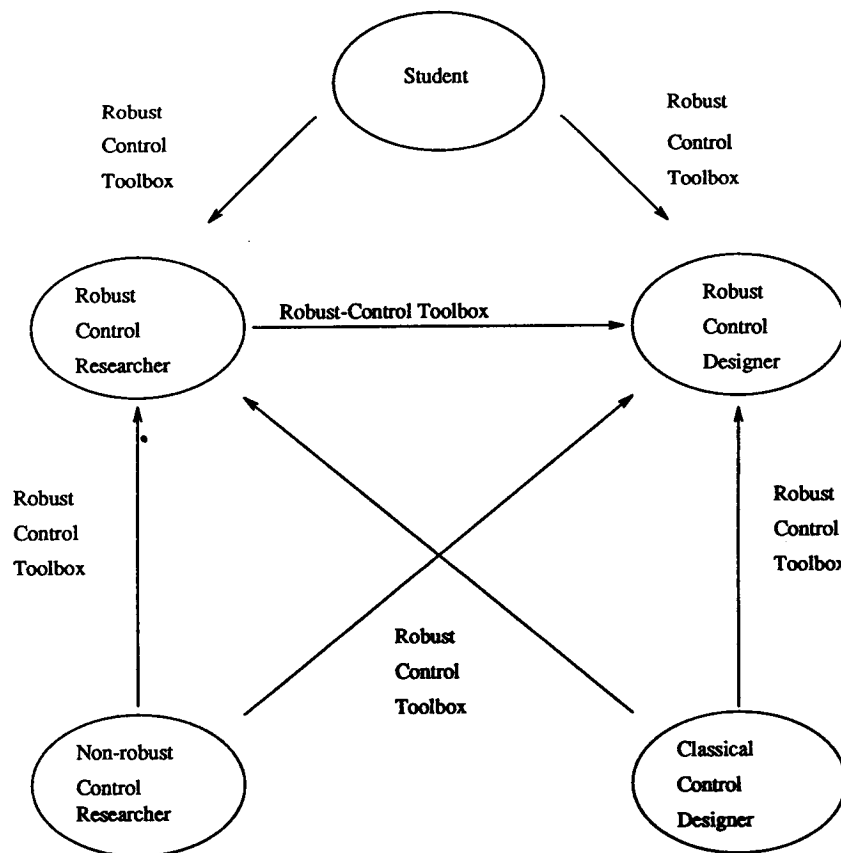 Student
Robust
Control
Toolbox
Robust
Control
Toolbox
Robust
Control
Researcher
Robust-Control Toolbox
Robust
Control
Designer
Robust
Control
Toolbox
Robust
Control
Toolbox
Robust
Control
Toolbox
Non-robust
Control
Researcher
Classical
Control
Designer